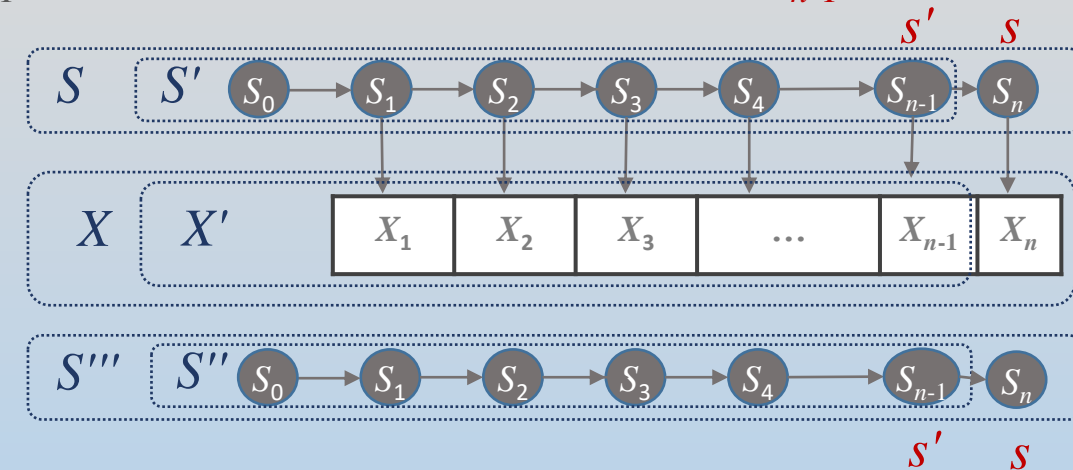 s′ s
S S′ S₀ S₁ S₂ S₃ S₄ Sₙ₋₁ Sₙ
X X′ X₁ X₂ X₃ ... Xₙ₋₁ Xₙ
S‴ S″ S₀ S₁ S₂ S₃ S₄ Sₙ₋₁ Sₙ
s′ s